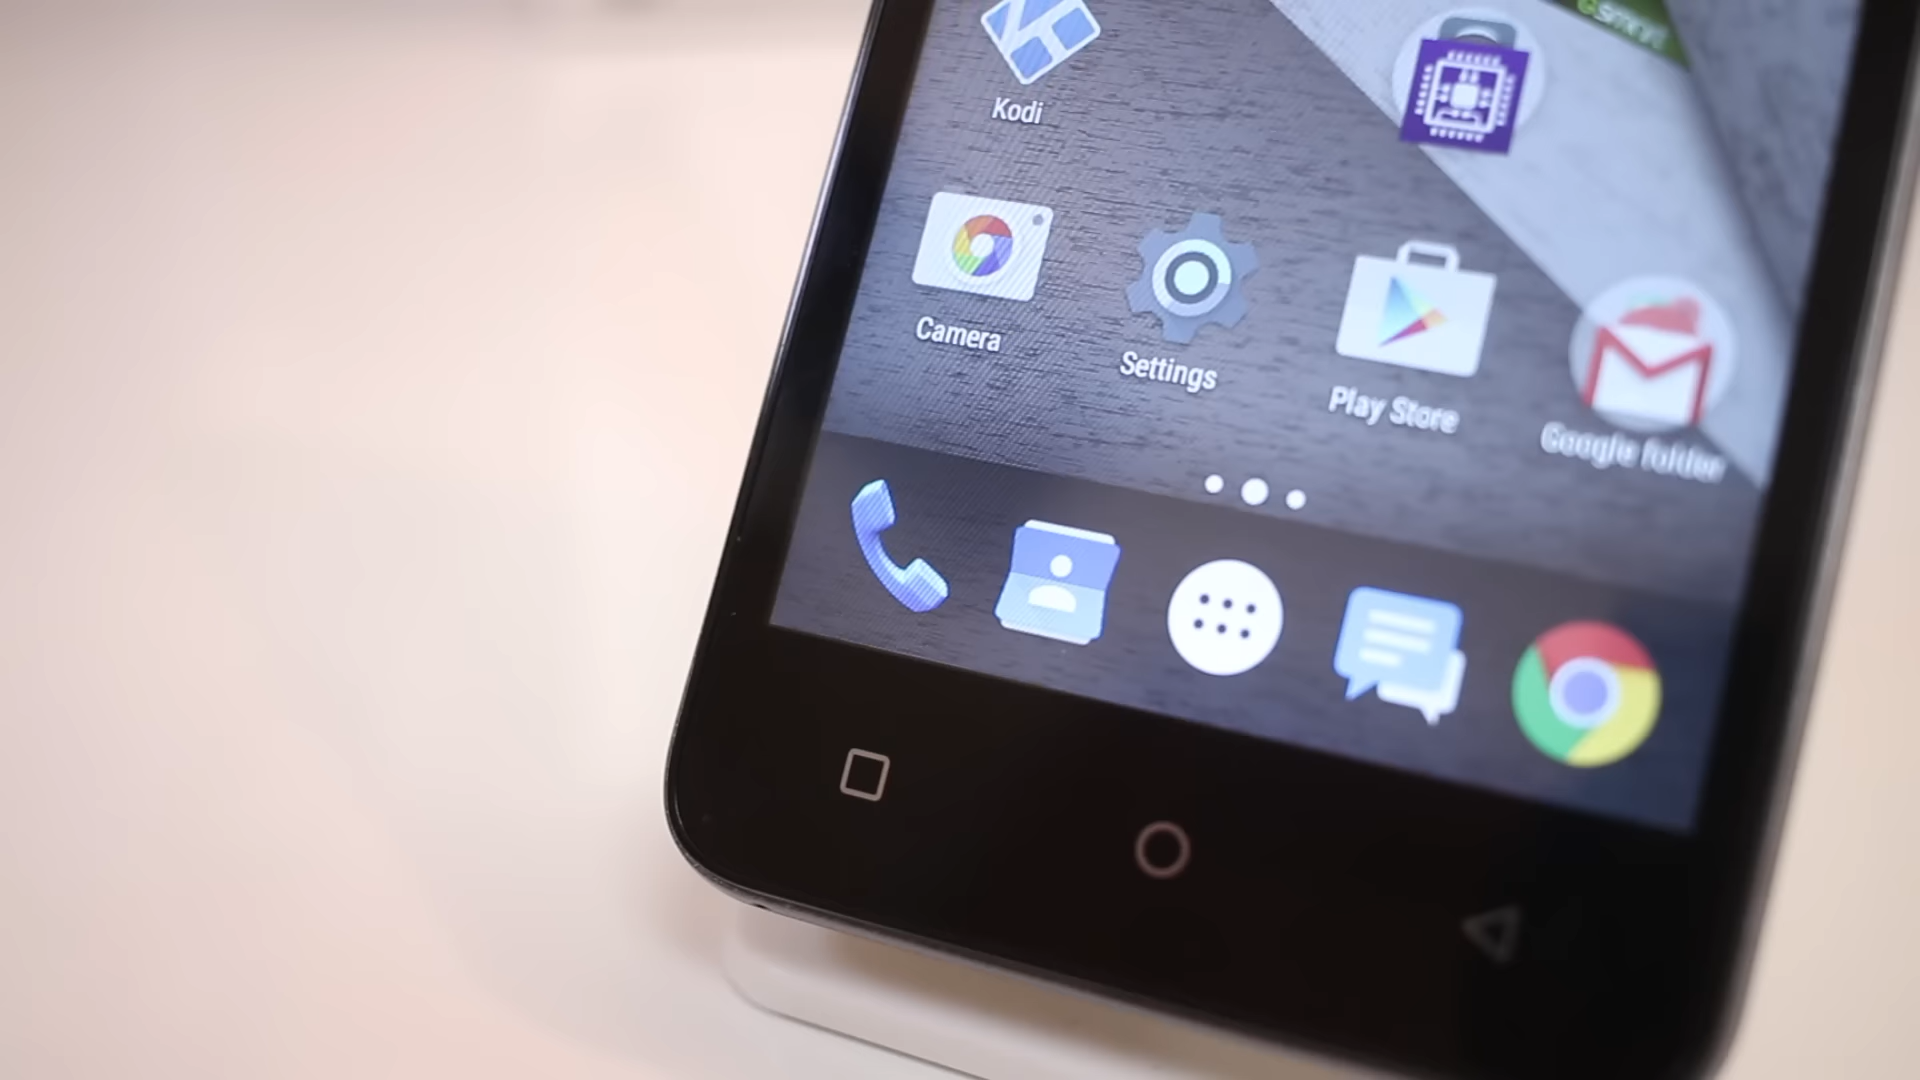 Kodi
Camera
Settings
Play Store
Google folder